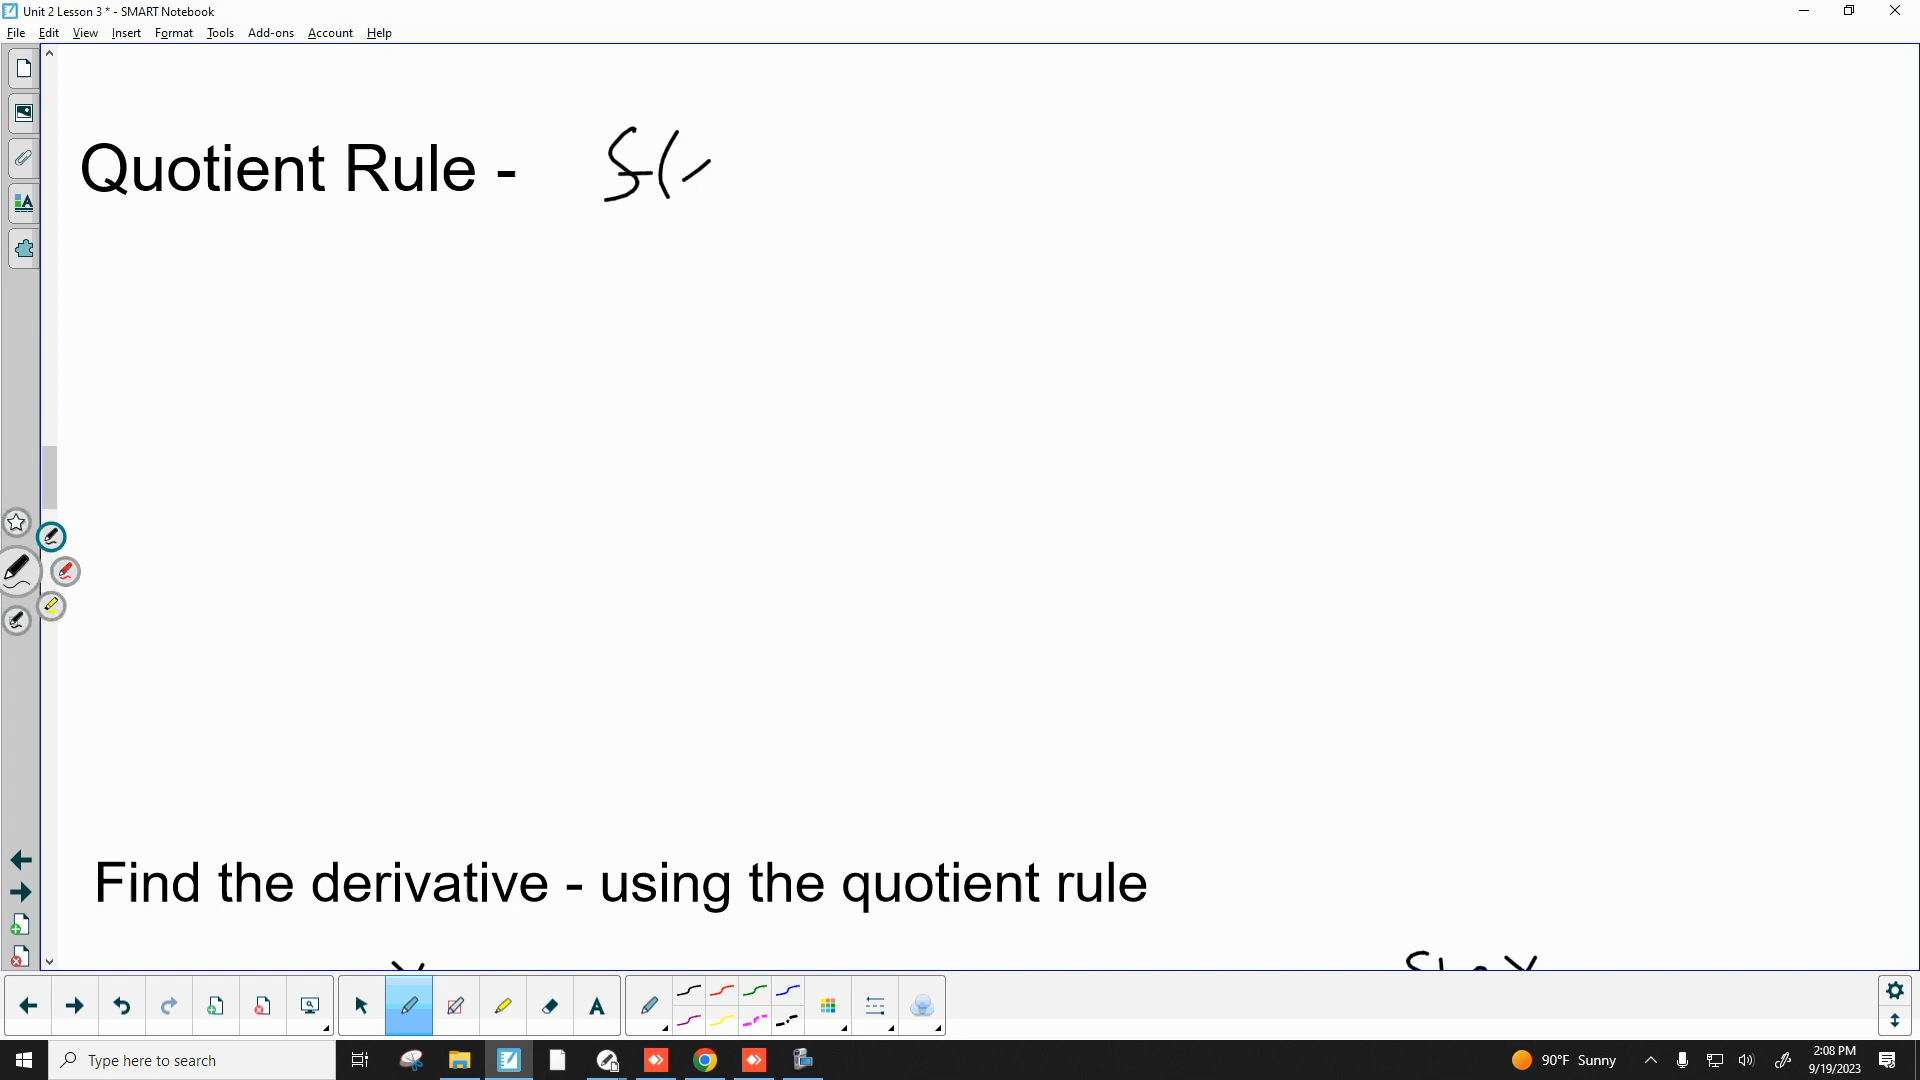 Unit 2 Lesson 3 * - SMART Notebook
File Edit View Insert Format Tools Add-ons Account Help
Quotient Rule - f(
Find the derivative - using the quotient rule
x
Type here to search
90°F Sunny
2:08 PM
9/19/2023